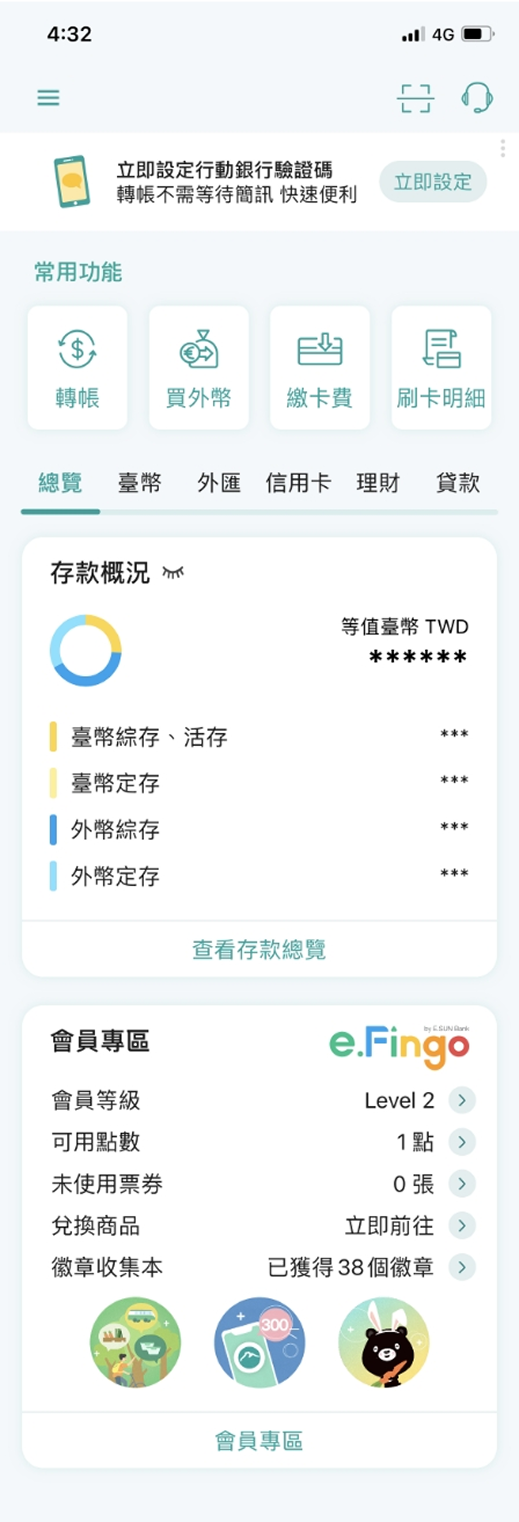 4:32
4G
立即設定行動銀行驗證碼
轉帳不需等待簡訊 快速便利
立即設定
常用功能
轉帳
買外幣
繳卡費
刷卡明細
總覽 臺幣 外匯 信用卡 理財 貸款
存款概況
等值臺幣 TWD
******
臺幣綜存、活存 ***
臺幣定存 ***
外幣綜存 ***
外幣定存 ***
查看存款總覽
會員專區
by E.SUN Bank
e.Fingo
會員等級 Level 2
可用點數 1 點
未使用票券 0 張
兌換商品 立即前往
徽章收集本 已獲得 38 個徽章
300
會員專區